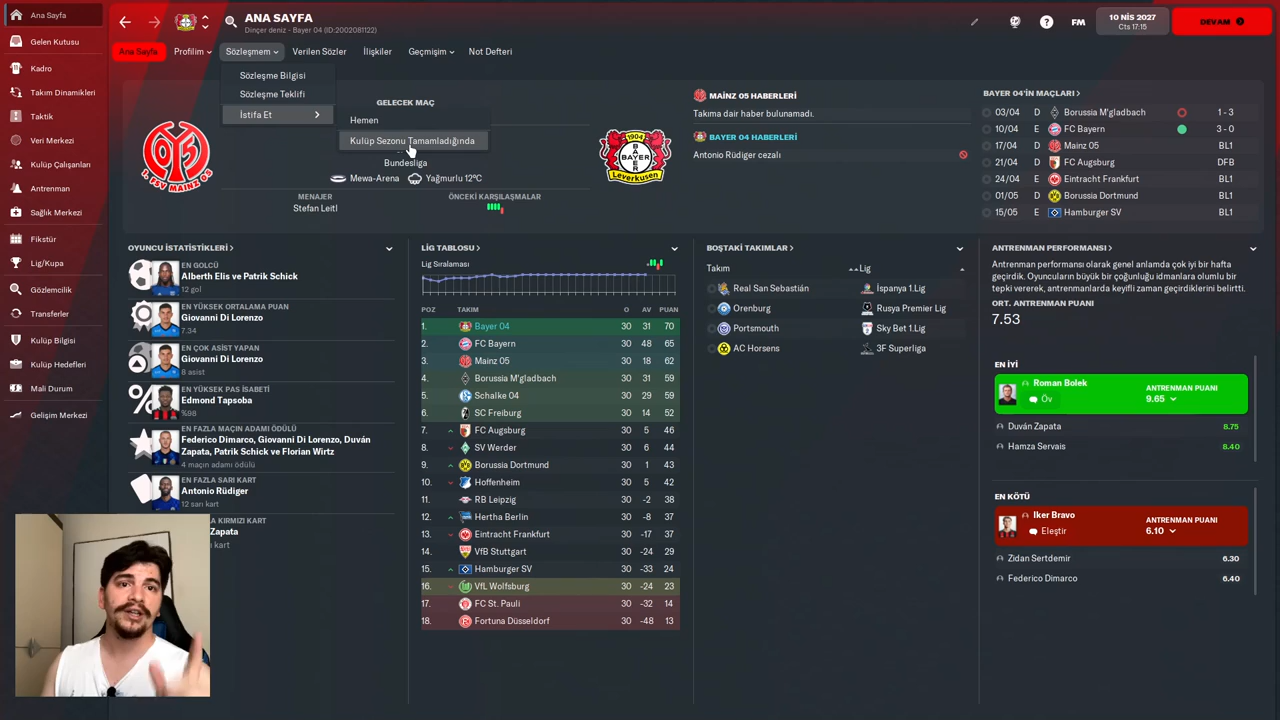 Ana Sayfa
ANA SAYFA
Dinçer deniz - Bayer 04 (ID:2002081122)
FM
10 NİS 2027
Cts 17:15
DEVAM
Gelen Kutusu
Kadro
Takım Dinamikleri
Taktik
Veri Merkezi
Kulüp Çalışanları
Antrenman
Sağlık Merkezi
Fikstür
Lig/Kupa
Gözlemcilik
Transferler
Kulüp Bilgisi
Kulüp Hedefleri
Mali Durum
Gelişim Merkezi
Ana Sayfa
Profilim
Sözleşmem
Verilen Sözler
İlişkiler
Geçmişim
Not Defteri
Sözleşme Bilgisi
Sözleşme Teklifi
İstifa Et
Hemen
Kulüp Sezonu Tamamladığında
GELECEK MAÇ
Bundesliga
Mewa-Arena
Yağmurlu 12°C
MENAJER
Stefan Leitl
ÖNCEKİ KARŞILAŞMALAR
1. FSV MAINZ 05
1904
BAYER
Leverkusen
MAINZ 05 HABERLERİ
Takıma dair haber bulunamadı.
BAYER 04 HABERLERİ
Antonio Rüdiger cezalı
BAYER 04'IN MAÇLARI
03/04 D Borussia M'gladbach 1 - 3
10/04 E FC Bayern 3 - 0
17/04 D Mainz 05 BL1
21/04 D FC Augsburg DFB
24/04 E Eintracht Frankfurt BL1
01/05 D Borussia Dortmund BL1
15/05 E Hamburger SV BL1
OYUNCU İSTATİSTİKLERİ
EN GOLCÜ
Alberth Elis ve Patrik Schick
12 gol
EN YÜKSEK ORTALAMA PUAN
Giovanni Di Lorenzo
7.34
EN ÇOK ASİST YAPAN
Giovanni Di Lorenzo
8 asist
EN YÜKSEK PAS İSABETİ
Edmond Tapsoba
%98
EN FAZLA MAÇIN ADAMI ÖDÜLÜ
Federico Dimarco, Giovanni Di Lorenzo, Duván
Zapata, Patrik Schick ve Florian Wirtz
4 maçın adamı ödülü
EN FAZLA SARI KART
Antonio Rüdiger
12 sarı kart
KIRMIZI KART
Zapata
kart
LİG TABLOSU
Lig Sıralaması
POZ TAKIM O AV PUAN
1. Bayer 04 30 31 70
2. FC Bayern 30 48 65
3. Mainz 05 30 18 62
4. Borussia M'gladbach 30 31 59
5. Schalke 04 30 29 59
6. SC Freiburg 30 14 52
7. FC Augsburg 30 5 46
8. SV Werder 30 6 44
9. Borussia Dortmund 30 1 43
10. Hoffenheim 30 5 42
11. RB Leipzig 30 -2 38
12. Hertha Berlin 30 -8 37
13. Eintracht Frankfurt 30 -17 37
14. VfB Stuttgart 30 -24 29
15. Hamburger SV 30 -33 24
16. VfL Wolfsburg 30 -24 23
17. FC St. Pauli 30 -32 14
18. Fortuna Düsseldorf 30 -48 13
BOŞTAKİ TAKIMLAR
Takım Lig
Real San Sebastián İspanya 1.Lig
Orenburg Rusya Premier Lig
Portsmouth Sky Bet 1.Lig
AC Horsens 3F Superliga
ANTRENMAN PERFORMANSI
Antrenman performansı olarak genel anlamda çok iyi bir hafta
geçirdik. Oyuncuların büyük bir çoğunluğu idmanlara olumlu bir
tepki vererek, antrenmanlarda keyifli zaman geçirdiklerini belirtti.
ORT. ANTRENMAN PUANI
7.53
EN İYİ
Roman Bolek
Öv
ANTRENMAN PUANI
9.65
Duván Zapata 8.75
Hamza Servais 8.40
EN KÖTÜ
Iker Bravo
Eleştir
ANTRENMAN PUANI
6.10
Zidan Sertdemir 6.30
Federico Dimarco 6.40